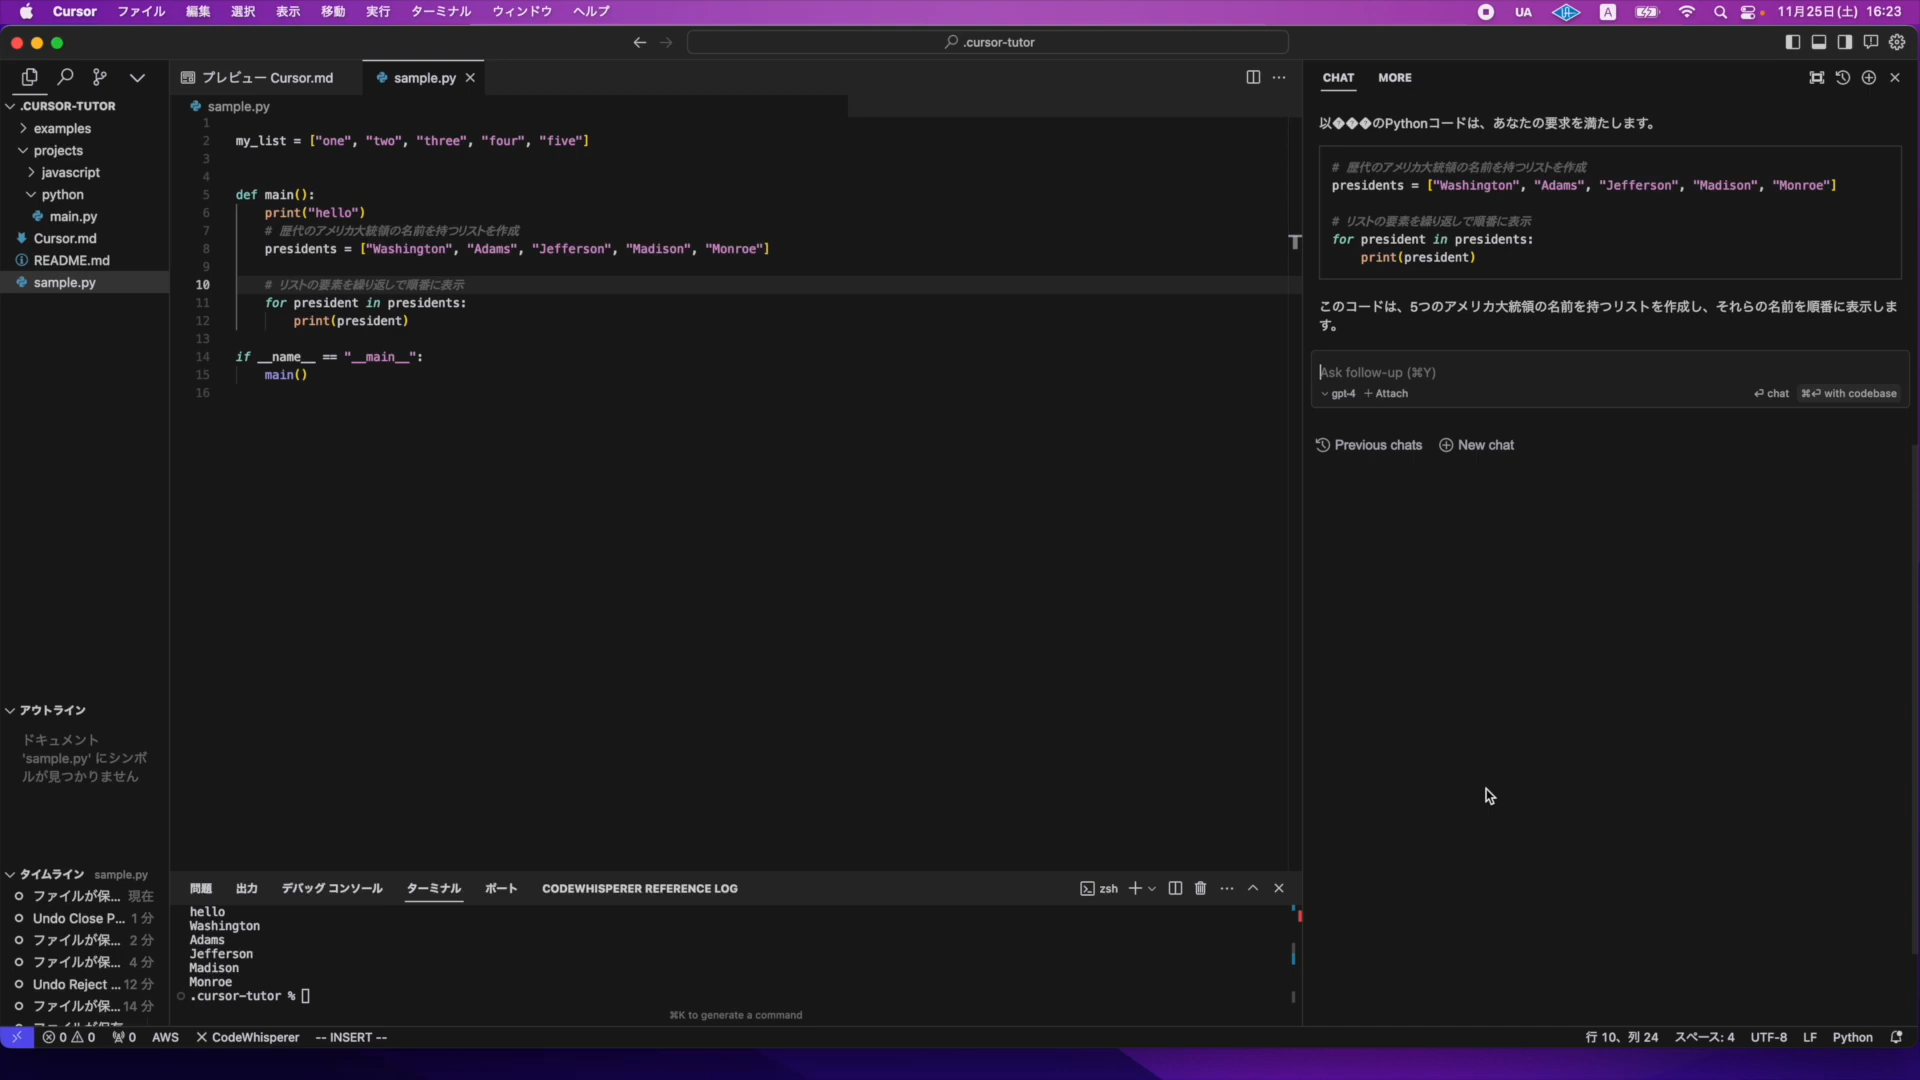 Cursor ファイル 編集 選択 表示 移動 実行 ターミナル ウィンドウ ヘルプ UA A 11月25日(土) 16:23
.cursor-tutor
プレビュー Cursor.md sample.py
CHAT MORE
.CURSOR-TUTOR
examples
projects
javascript
python
main.py
Cursor.md
README.md
sample.py
sample.py
1
2 my_list = ["one", "two", "three", "four", "five"]
3
4
5 def main():
6 print("hello")
7 # 歴代のアメリカ大統領の名前を持つリストを作成
8 presidents = ["Washington", "Adams", "Jefferson", "Madison", "Monroe"]
9
10 # リストの要素を繰り返して順番に表示
11 for president in presidents:
12 print(president)
13
14 if __name__ == "__main__":
15 main()
16
以���のPythonコードは、あなたの要求を満たします。
# 歴代のアメリカ大統領の名前を持つリストを作成
presidents = ["Washington", "Adams", "Jefferson", "Madison", "Monroe"]
# リストの要素を繰り返して順番に表示
for president in presidents:
print(president)
このコードは、5つのアメリカ大統領の名前を持つリストを作成し、それらの名前を順番に表示しま
す。
Ask follow-up (⌘Y)
gpt-4 + Attach ⏎ chat ⌘⏎ with codebase
Previous chats New chat
アウトライン
ドキュメント
'sample.py' にシンボ
ルが見つかりません
タイムライン sample.py
ファイルが保... 現在
Undo Close P... 1 分
ファイルが保... 2 分
ファイルが保... 4 分
Undo Reject ... 12 分
ファイルが保... 14 分
問題 出力 デバッグ コンソール ターミナル ポート CODEWHISPERER REFERENCE LOG zsh
hello
Washington
Adams
Jefferson
Madison
Monroe
.cursor-tutor %
⌘K to generate a command
0 0 0 AWS CodeWhisperer -- INSERT -- 行 10、列 24 スペース: 4 UTF-8 LF Python